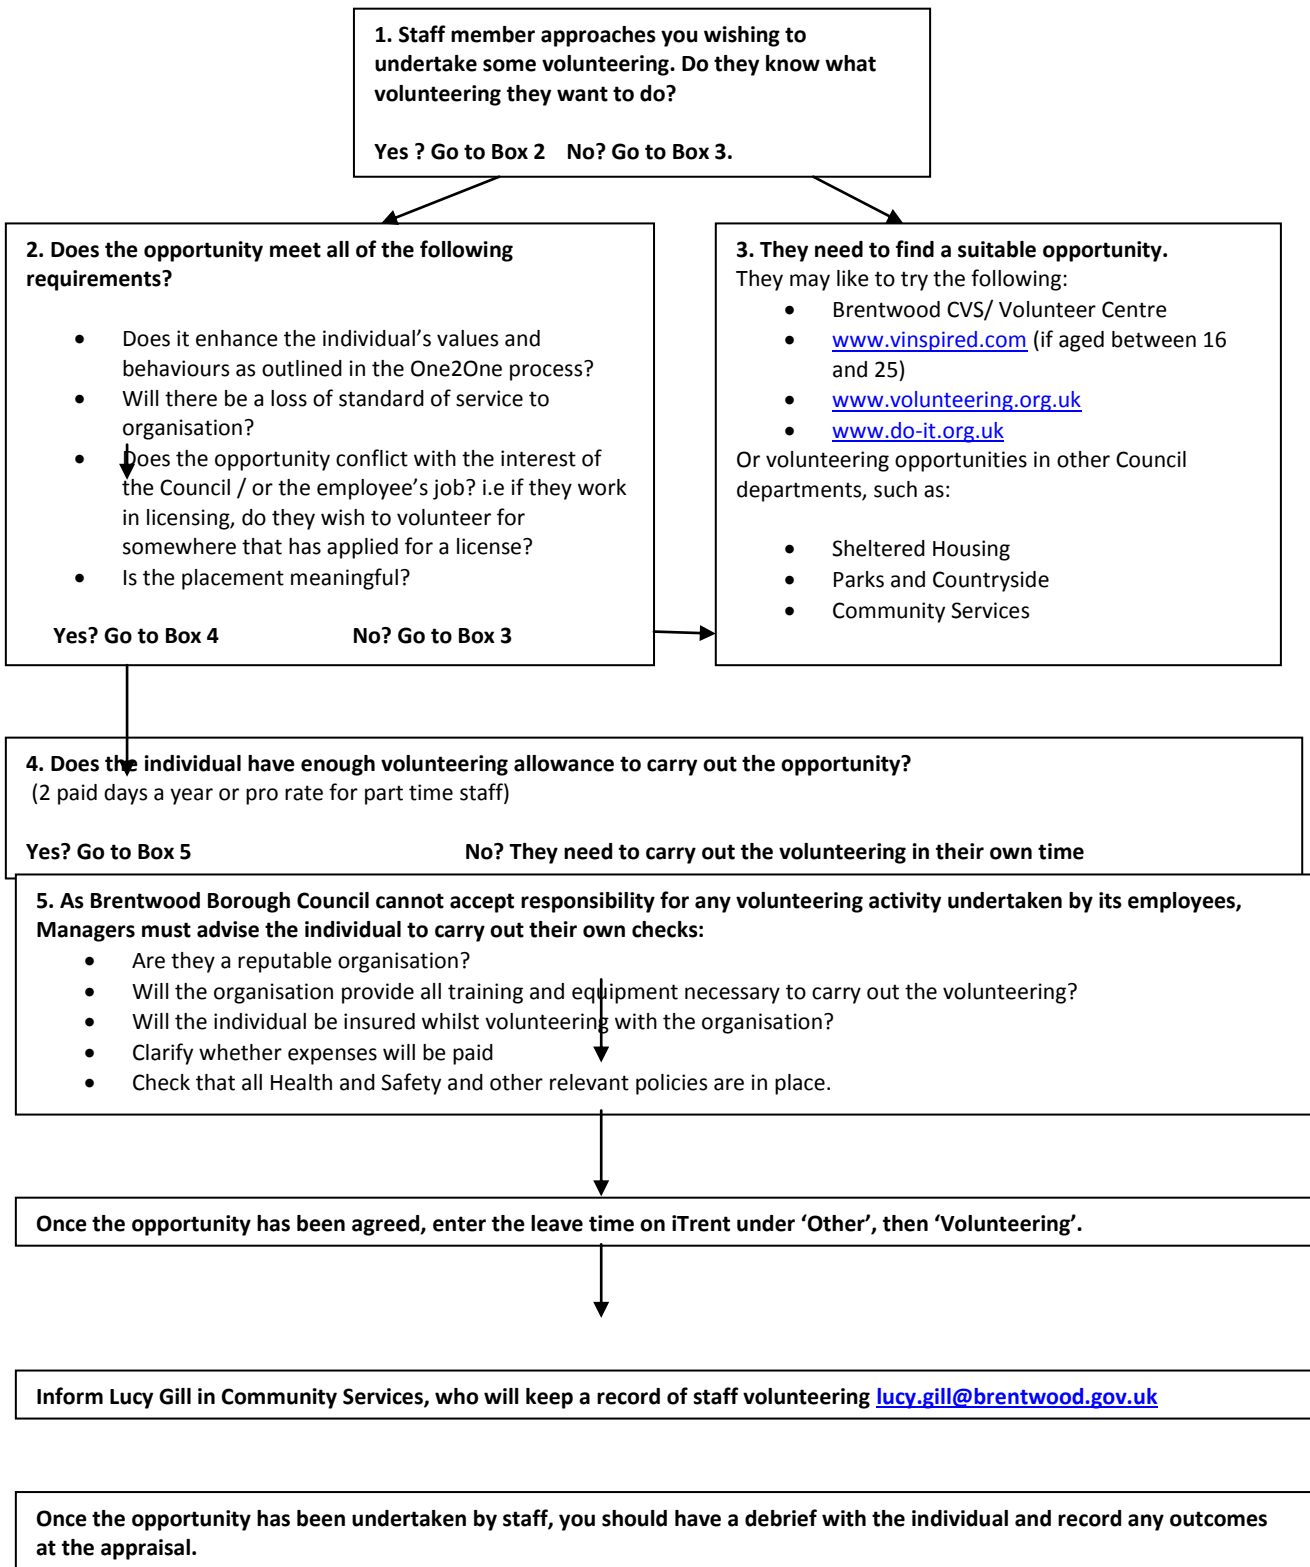 1. Staff member approaches you wishing to
undertake some volunteering. Do they know what
volunteering they want to do?
Yes ? Go to Box 2 No? Go to Box 3.
2. Does the opportunity meet all of the following
requirements?
• Does it enhance the individual's values and
behaviours as outlined in the One2One process?
• Will there be a loss of standard of service to
organisation?
• Does the opportunity conflict with the interest of
the Council / or the employee's job? i.e if they work
in licensing, do they wish to volunteer for
somewhere that has applied for a license?
• Is the placement meaningful?
Yes? Go to Box 4 No? Go to Box 3
3. They need to find a suitable opportunity.
They may like to try the following:
• Brentwood CVS/ Volunteer Centre
• www.vinspired.com (if aged between 16
and 25)
• www.volunteering.org.uk
• www.do-it.org.uk
Or volunteering opportunities in other Council
departments, such as:
• Sheltered Housing
• Parks and Countryside
• Community Services
4. Does the individual have enough volunteering allowance to carry out the opportunity?
(2 paid days a year or pro rate for part time staff)
Yes? Go to Box 5 No? They need to carry out the volunteering in their own time
5. As Brentwood Borough Council cannot accept responsibility for any volunteering activity undertaken by its employees,
Managers must advise the individual to carry out their own checks:
• Are they a reputable organisation?
• Will the organisation provide all training and equipment necessary to carry out the volunteering?
• Will the individual be insured whilst volunteering with the organisation?
• Clarify whether expenses will be paid
• Check that all Health and Safety and other relevant policies are in place.
Once the opportunity has been agreed, enter the leave time on iTrent under ‘Other’, then ‘Volunteering’.
Inform Lucy Gill in Community Services, who will keep a record of staff volunteering lucy.gill@brentwood.gov.uk
Once the opportunity has been undertaken by staff, you should have a debrief with the individual and record any outcomes
at the appraisal.